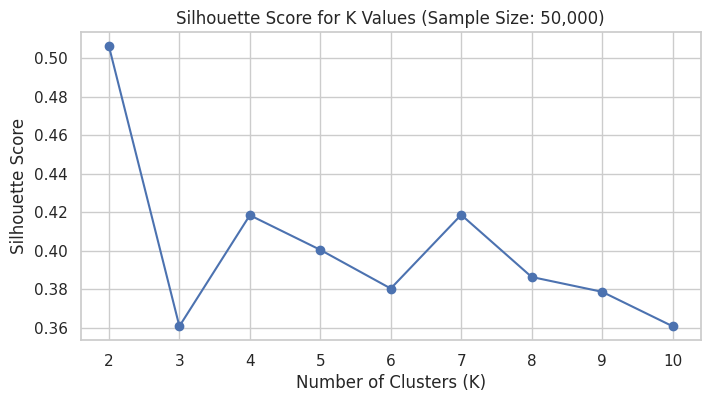 Silhouette Score for K Values (Sample Size: 50,000)
Silhouette Score
0.50
0.48
0.46
0.44
0.42
0.40
0.38
0.36
2 3 4 5 6 7 8 9 10
Number of Clusters (K)